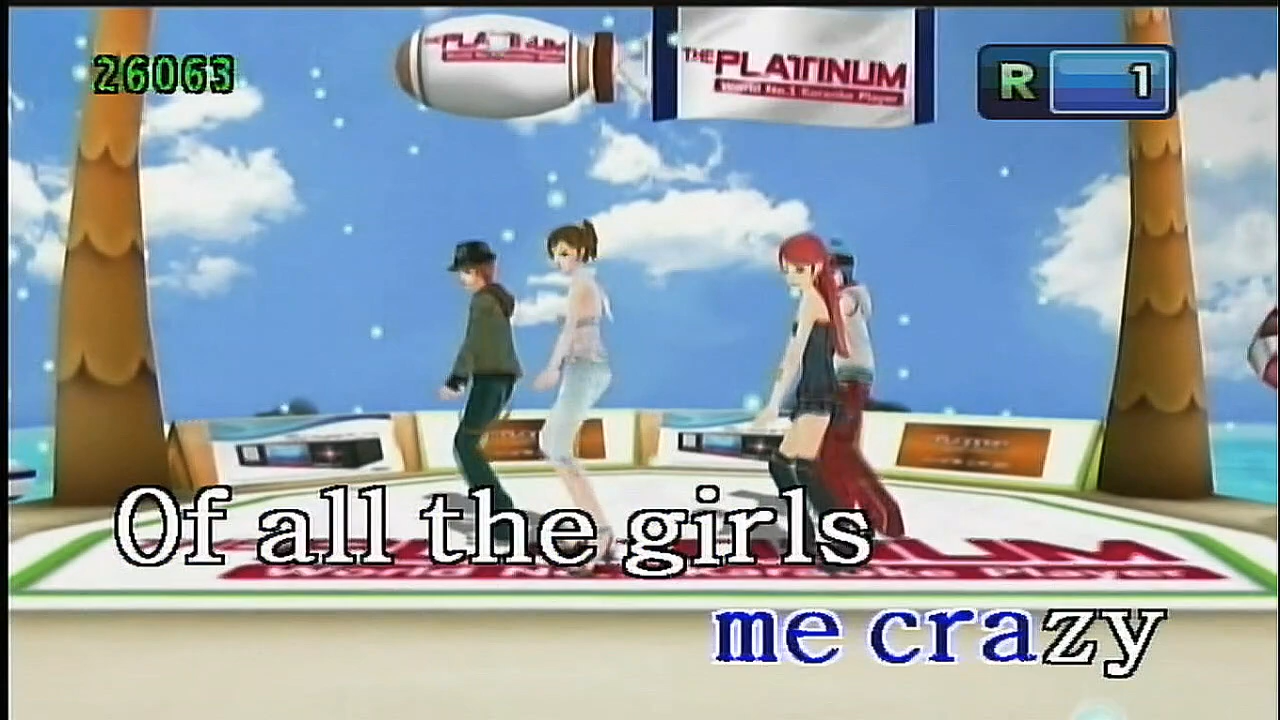 26063
THE PLATINUM
THE PLATINUM
World No.1 Karaoke Player
R 1
Of all the girls
me crazy